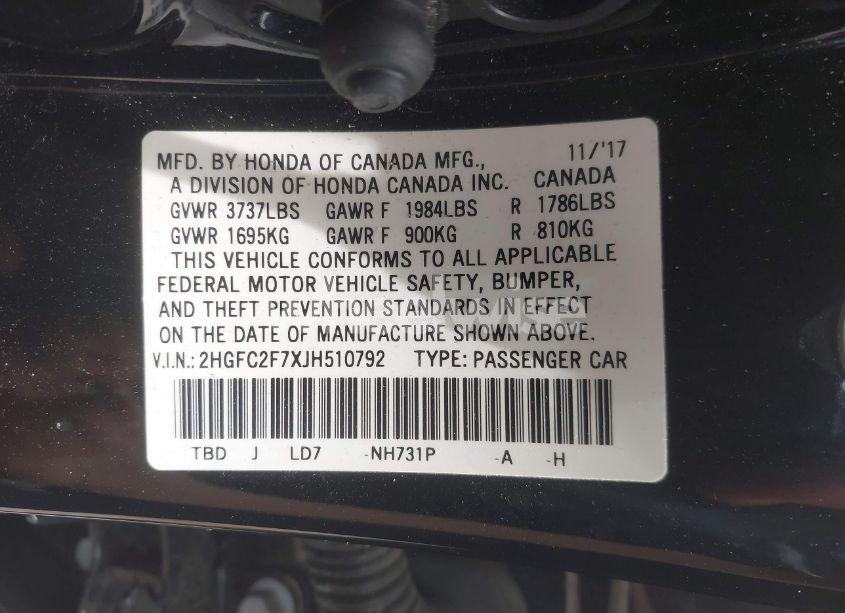 MFD. BY HONDA OF CANADA MFG., 11/'17
A DIVISION OF HONDA CANADA INC. CANADA
GVWR 3737LBS GAWR F 1984LBS R 1786LBS
GVWR 1695KG GAWR F 900KG R 810KG
THIS VEHICLE CONFORMS TO ALL APPLICABLE
FEDERAL MOTOR VEHICLE SAFETY, BUMPER,
AND THEFT PREVENTION STANDARDS IN EFFECT
ON THE DATE OF MANUFACTURE SHOWN ABOVE.
V.I.N.: 2HGFC2F7XJH510792 TYPE: PASSENGER CAR
TBD J LD7 -NH731P -A -H